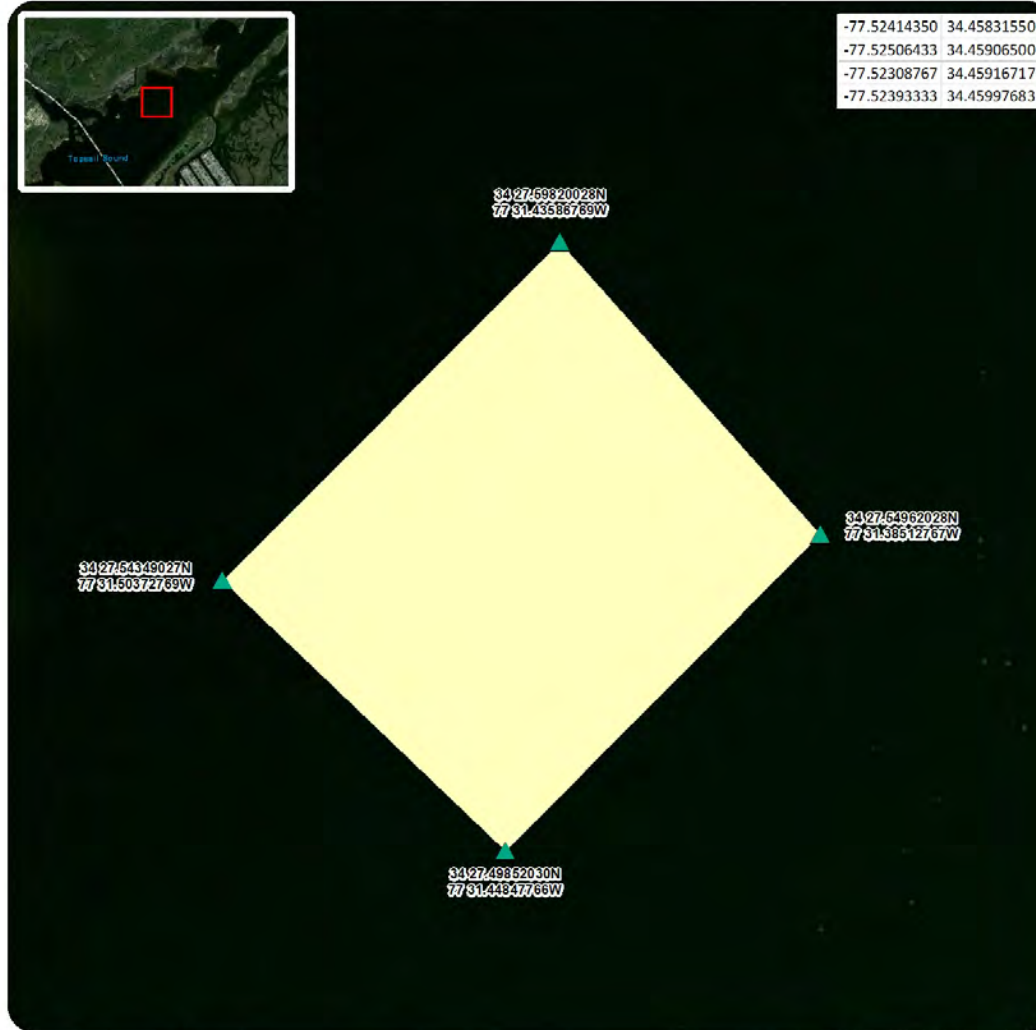 -77.52414350 34.45831550
-77.52506433 34.45906500
-77.52308767 34.45916717
-77.52393333 34.45997683
Topsail Sound
34 27.59820028N
77 31.43586769W
34 27.54962028N
77 31.38512767W
34 27.54349027N
77 31.50372769W
34 27.49852030N
77 31.44847766W